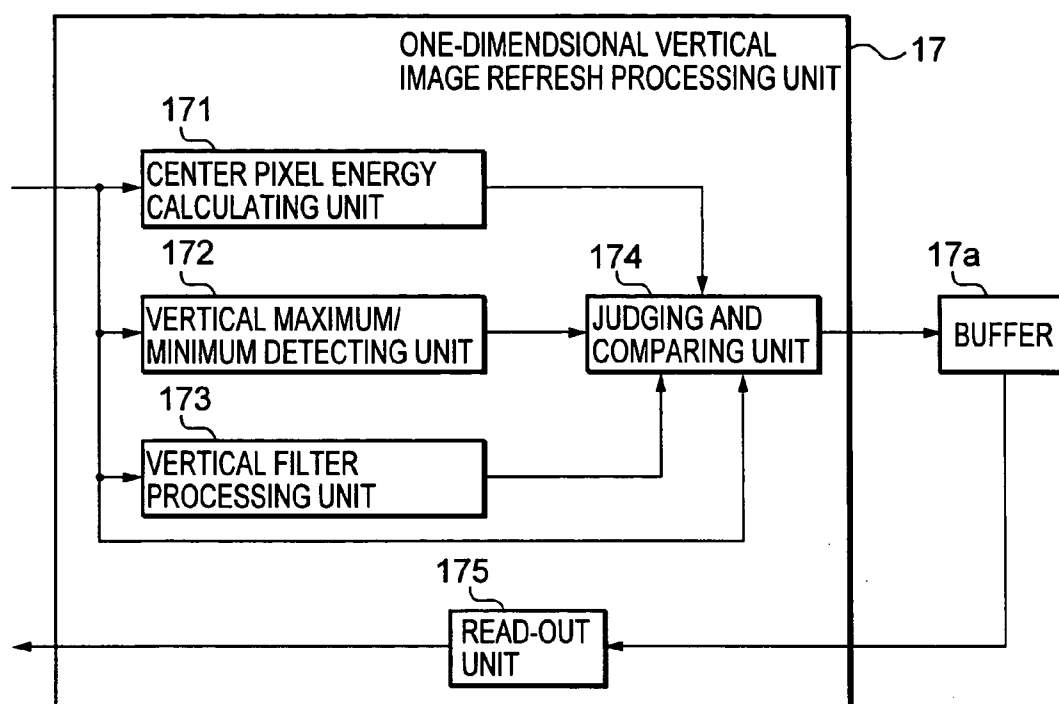 ONE-DIMENDSIONAL VERTICAL
IMAGE REFRESH PROCESSING UNIT
17
171
CENTER PIXEL ENERGY
CALCULATING UNIT
172
VERTICAL MAXIMUM/
MINIMUM DETECTING UNIT
174
JUDGING AND
COMPARING UNIT
17a
BUFFER
173
VERTICAL FILTER
PROCESSING UNIT
175
READ-OUT
UNIT